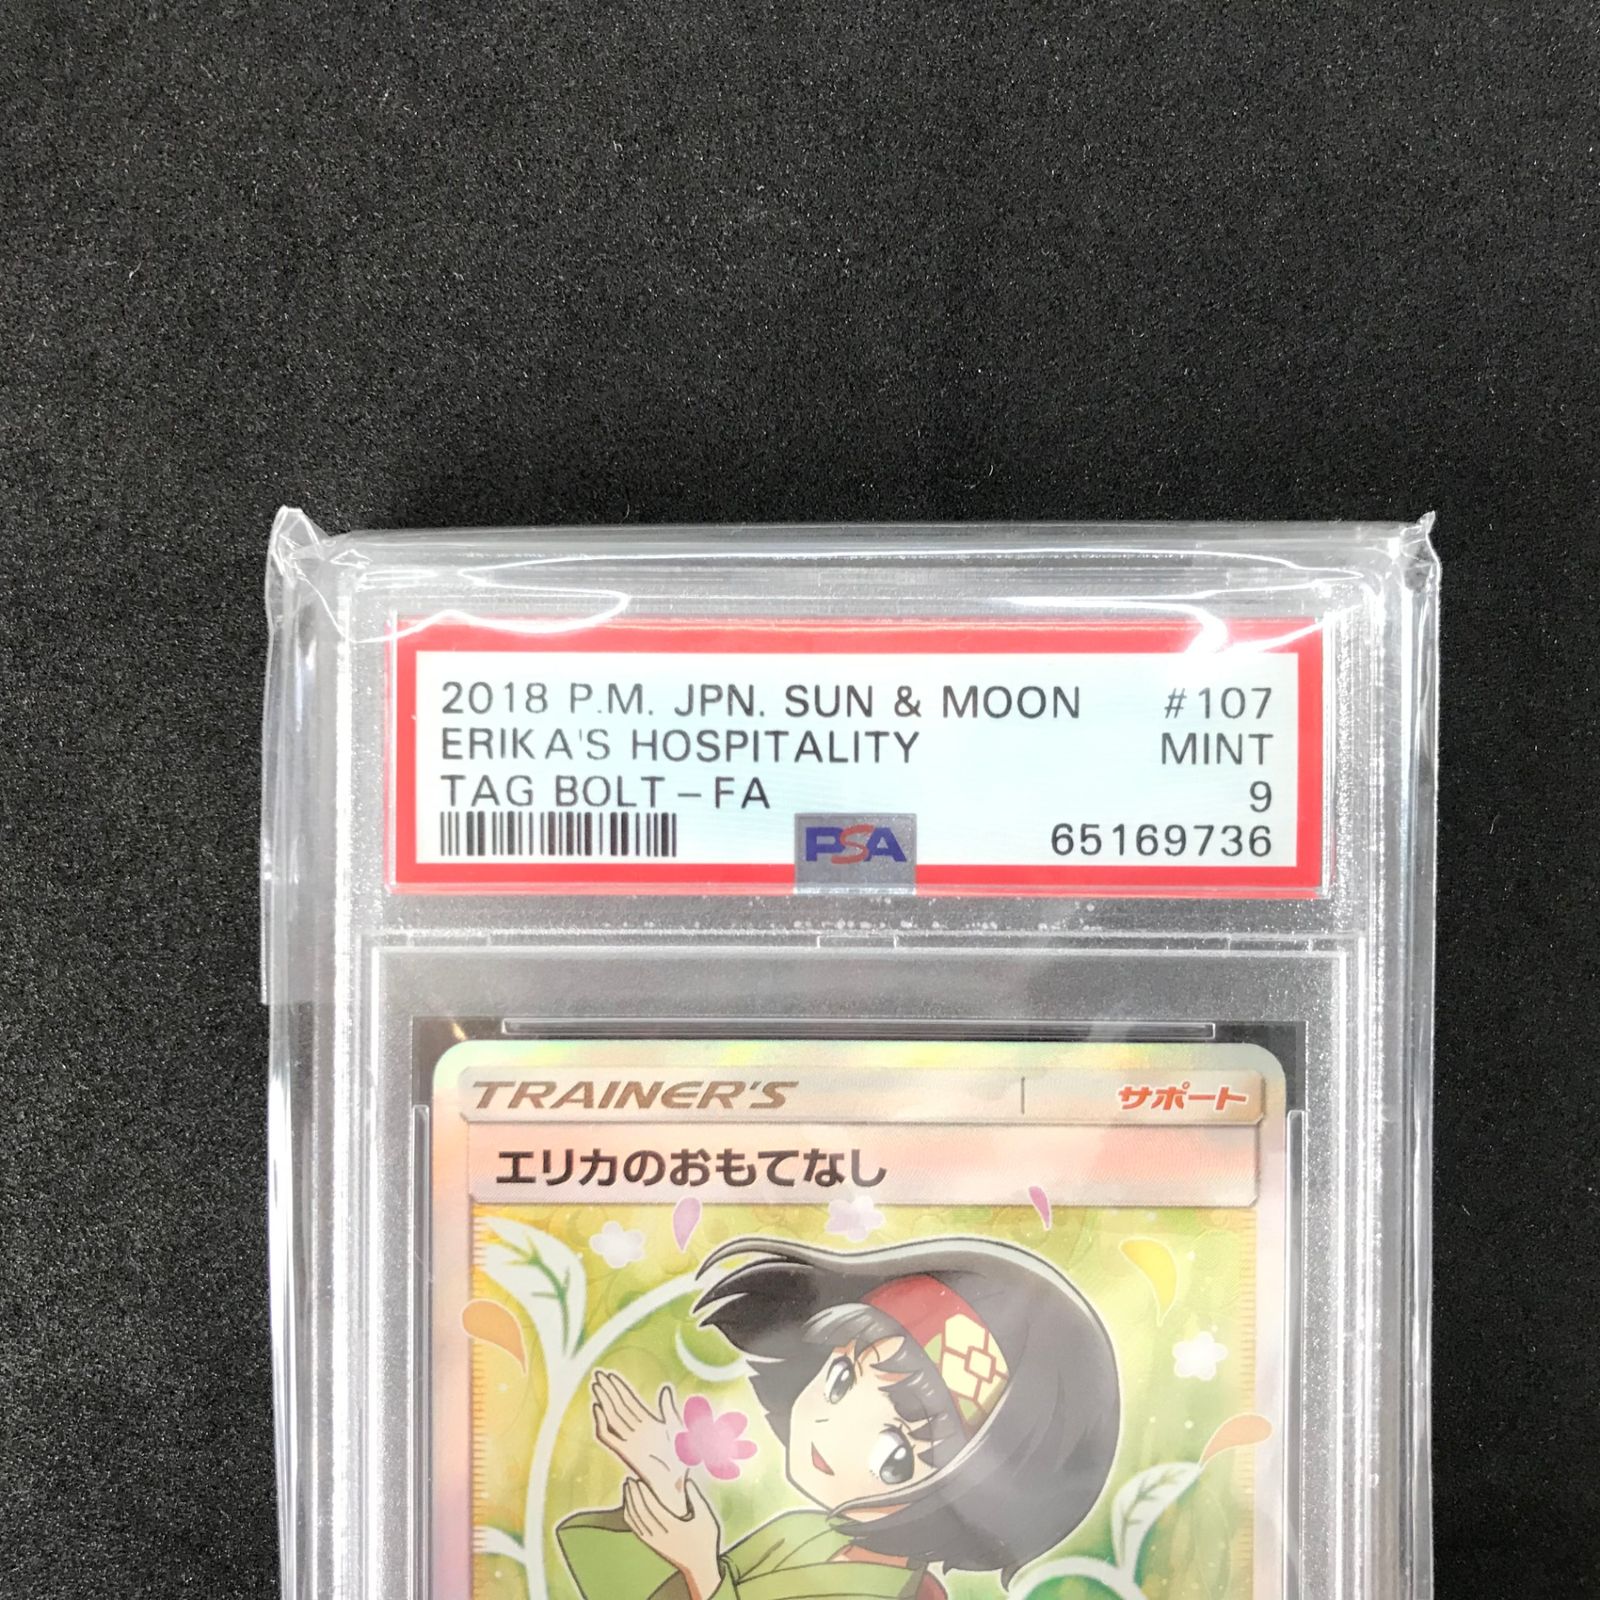 2018 P.M. JPN. SUN & MOON #107
ERIKA'S HOSPITALITY MINT
TAG BOLT - FA 9
PSA 65169736
TRAINER'S サポート
エリカのおもてなし